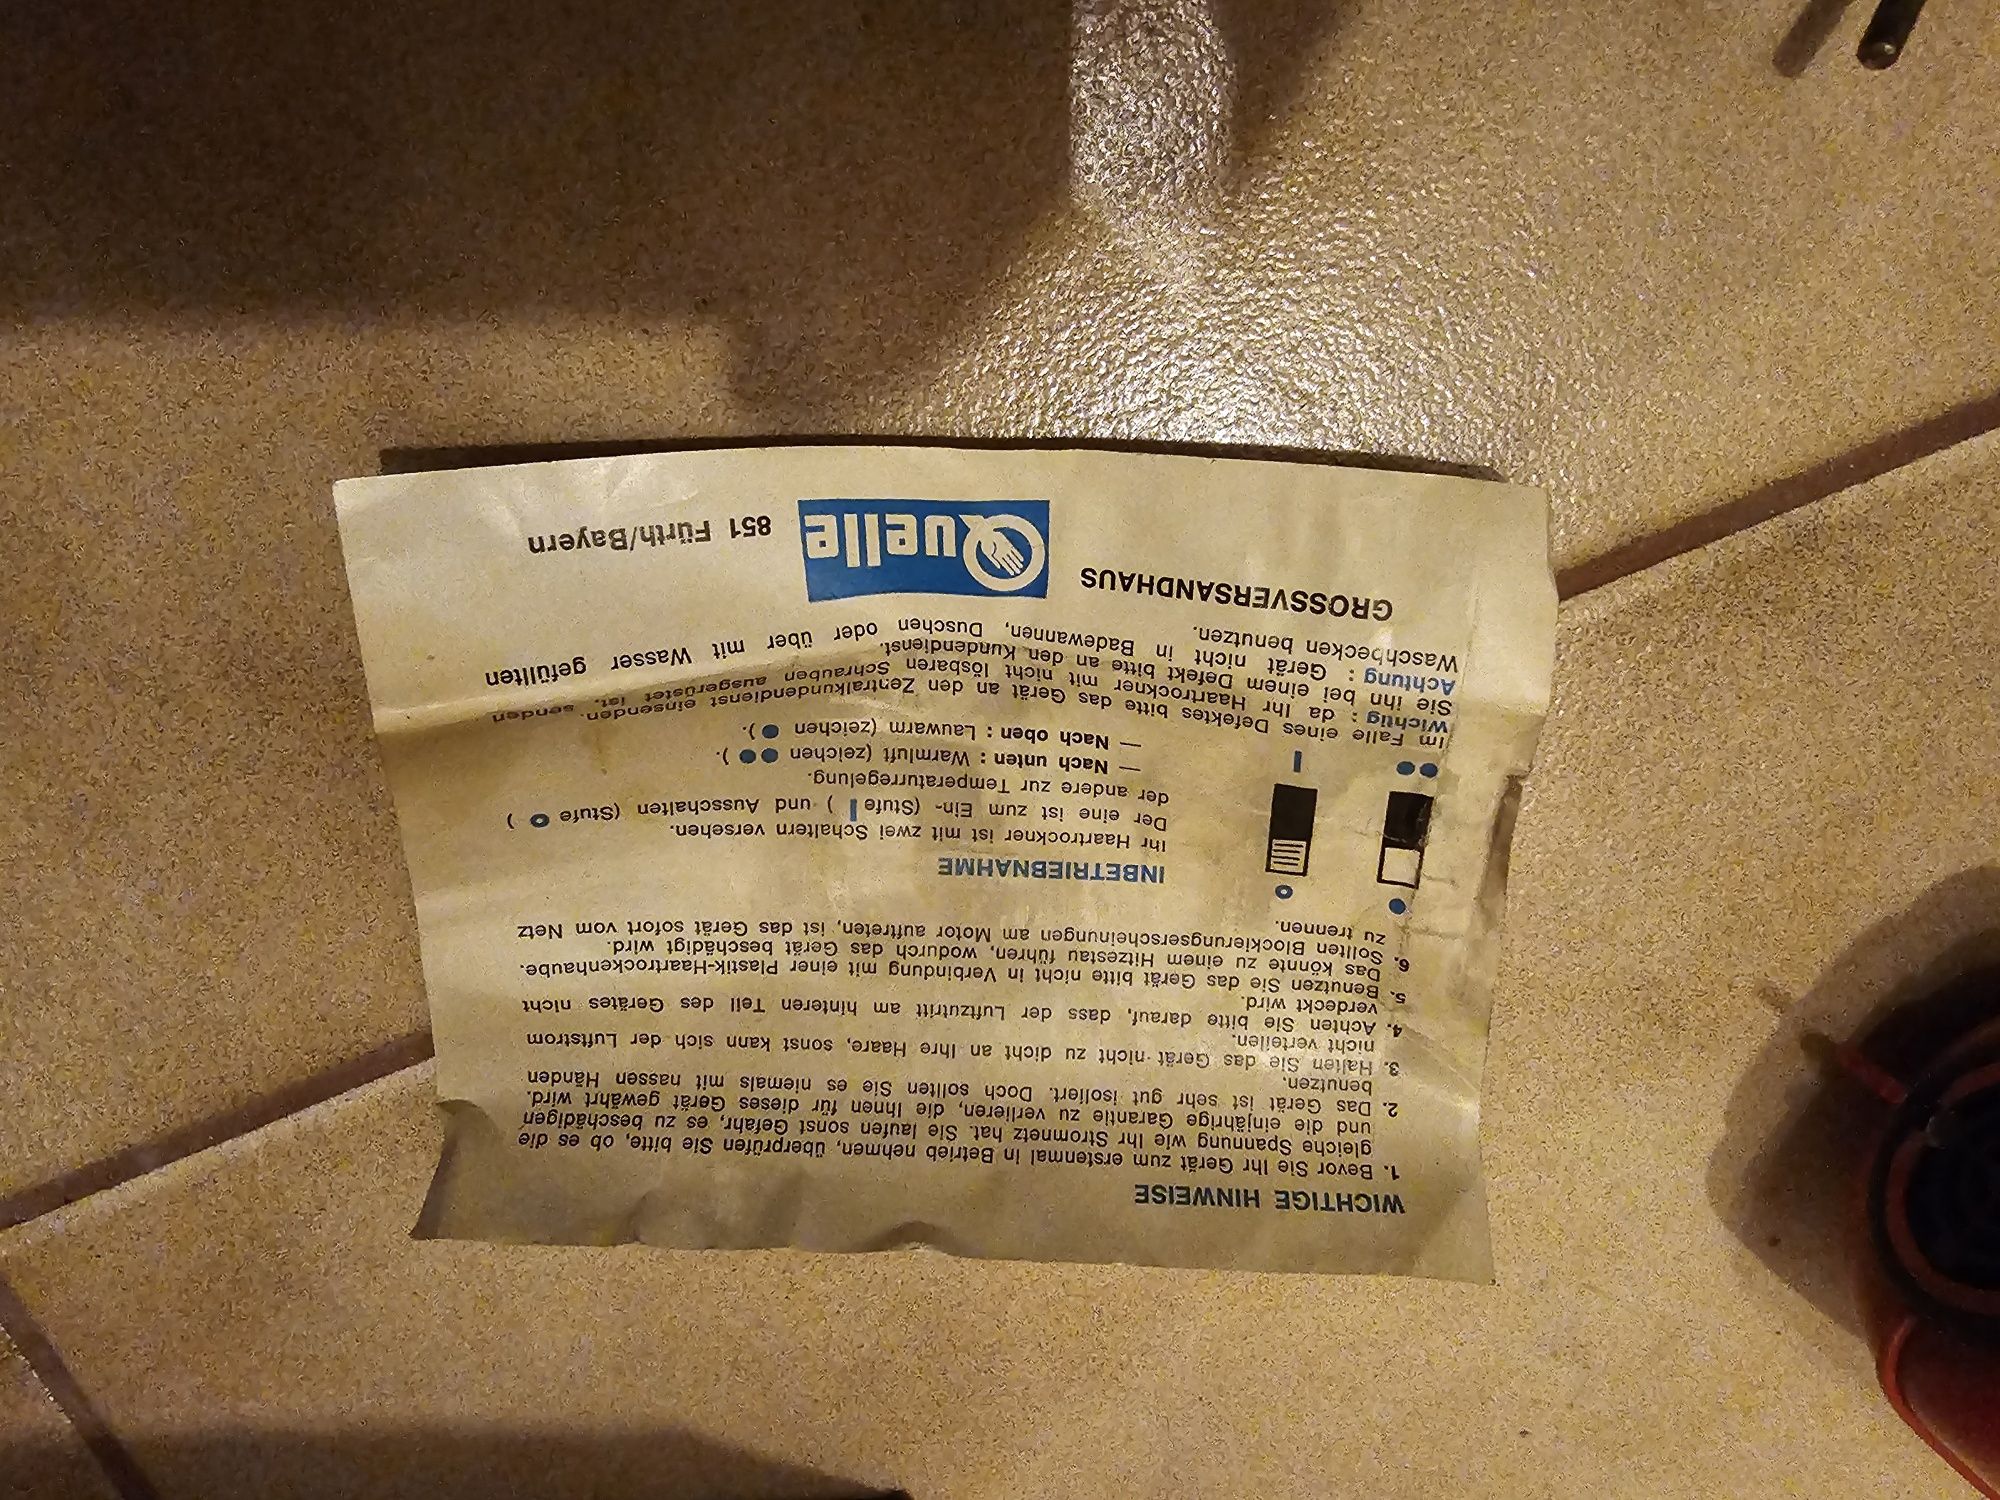 WICHTIGE HINWEISE
1. Bevor Sie Ihr Gerät zum erstenmal in Betrieb nehmen, überprüfen Sie bitte, ob es die
gleiche Spannung wie Ihr Stromnetz hat. Sie laufen sonst Gefahr, es zu beschädigen
und die einjährige Garantie zu verlieren, die Ihnen für dieses Gerät gewährt wird.
2. Das Gerät ist sehr gut isoliert. Doch sollten Sie es niemals mit nassen Händen
benutzen.
3. Halten Sie das Gerät nicht zu dicht an Ihre Haare, sonst kann sich der Luftstrom
nicht verteilen.
4. Achten Sie bitte darauf, dass der Luftzutritt am hinteren Teil des Gerätes nicht
verdeckt wird.
5. Benutzen Sie das Gerät bitte nicht in Verbindung mit einer Plastik-Haartrockenhaube.
Das könnte zu einem Hitzestau führen, wodurch das Gerät beschädigt wird.
6. Sollten Blockierungserscheinungen am Motor auftreten, ist das Gerät sofort vom Netz
zu trennen.
INBETRIEBNAHME
Ihr Haartrockner ist mit zwei Schaltern versehen.
Der eine ist zum Ein- (Stufe I ) und Ausschalten (Stufe o )
der andere zur Temperaturregelung.
— Nach unten : Warmluft (zeichen ●● ).
— Nach oben : Lauwarm (zeichen ● ).
Im Falle eines Defektes bitte das Gerät an den Zentralkundendienst einsenden.
Wichtig : da Ihr Haartrockner mit nicht lösbaren Schrauben ausgerüstet ist, senden
Sie ihn bei einem Defekt bitte an den Kundendienst.
Achtung : Gerät nicht in Badewannen, Duschen oder über mit Wasser gefüllten
Waschbecken benutzen.
GROSSVERSANDHAUS Quelle 851 Fürth/Bayern